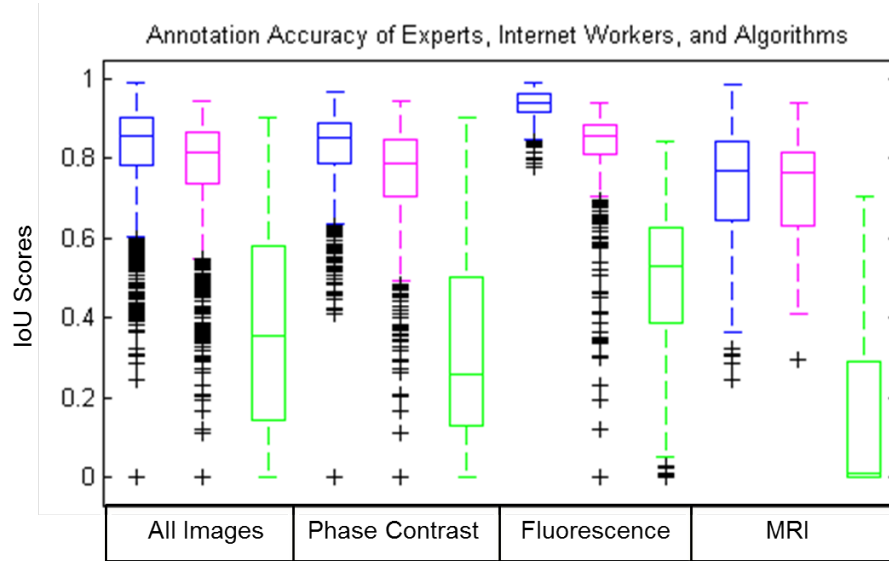 Annotation Accuracy of Experts, Internet Workers, and Algorithms
IoU Scores
1
0.8
0.6
0.4
0.2
0
All Images Phase Contrast Fluorescence MRI